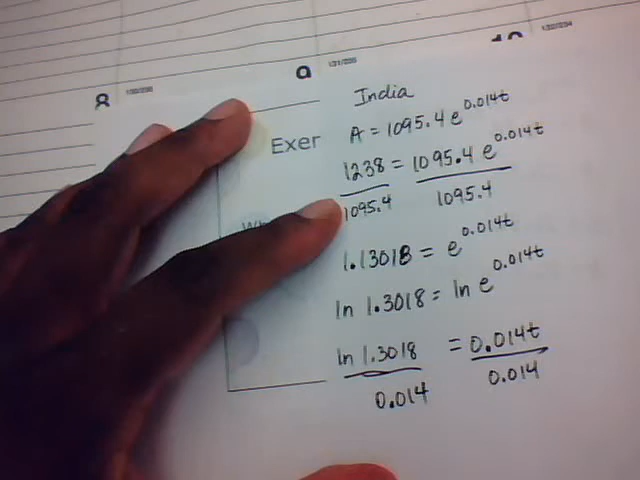 8
9
10
Exer
India
A = 1095.4 e^0.014t
1238 = 1095.4 e^0.014t
1095.4 1095.4
1.13018 = e^0.014t
ln 1.3018 = ln e^0.014t
ln 1.3018 = 0.014t
0.014 0.014